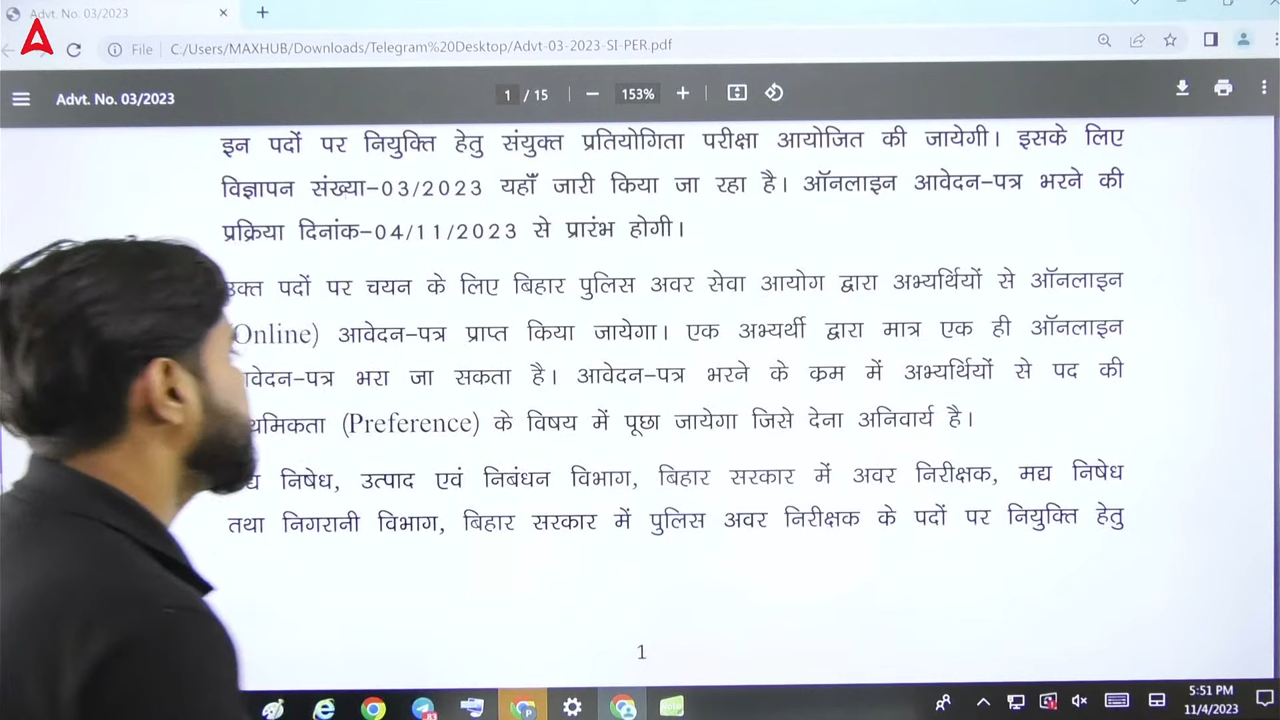 Advt. No. 03/2023
File C:/Users/MAXHUB/Downloads/Telegram%20Desktop/Advt-03-2023-SI-PER.pdf
Advt. No. 03/2023 1 / 15 153%
इन पदों पर नियुक्ति हेतु संयुक्त प्रतियोगिता परीक्षा आयोजित की जायेगी। इसके लिए
विज्ञापन संख्या-03/2023 यहाँ जारी किया जा रहा है। ऑनलाइन आवेदन-पत्र भरने की
प्रक्रिया दिनांक-04/11/2023 से प्रारंभ होगी।
उक्त पदों पर चयन के लिए बिहार पुलिस अवर सेवा आयोग द्वारा अभ्यर्थियों से ऑनलाइन
Online) आवेदन-पत्र प्राप्त किया जायेगा। एक अभ्यर्थी द्वारा मात्र एक ही ऑनलाइन
वेदन-पत्र भरा जा सकता है। आवेदन-पत्र भरने के क्रम में अभ्यर्थियों से पद की
थमिकता (Preference) के विषय में पूछा जायेगा जिसे देना अनिवार्य है।
निषेध, उत्पाद एवं निबंधन विभाग, बिहार सरकार में अवर निरीक्षक, मद्य निषेध
तथा निगरानी विभाग, बिहार सरकार में पुलिस अवर निरीक्षक के पदों पर नियुक्ति हेतु
1
5:51 PM
11/4/2023